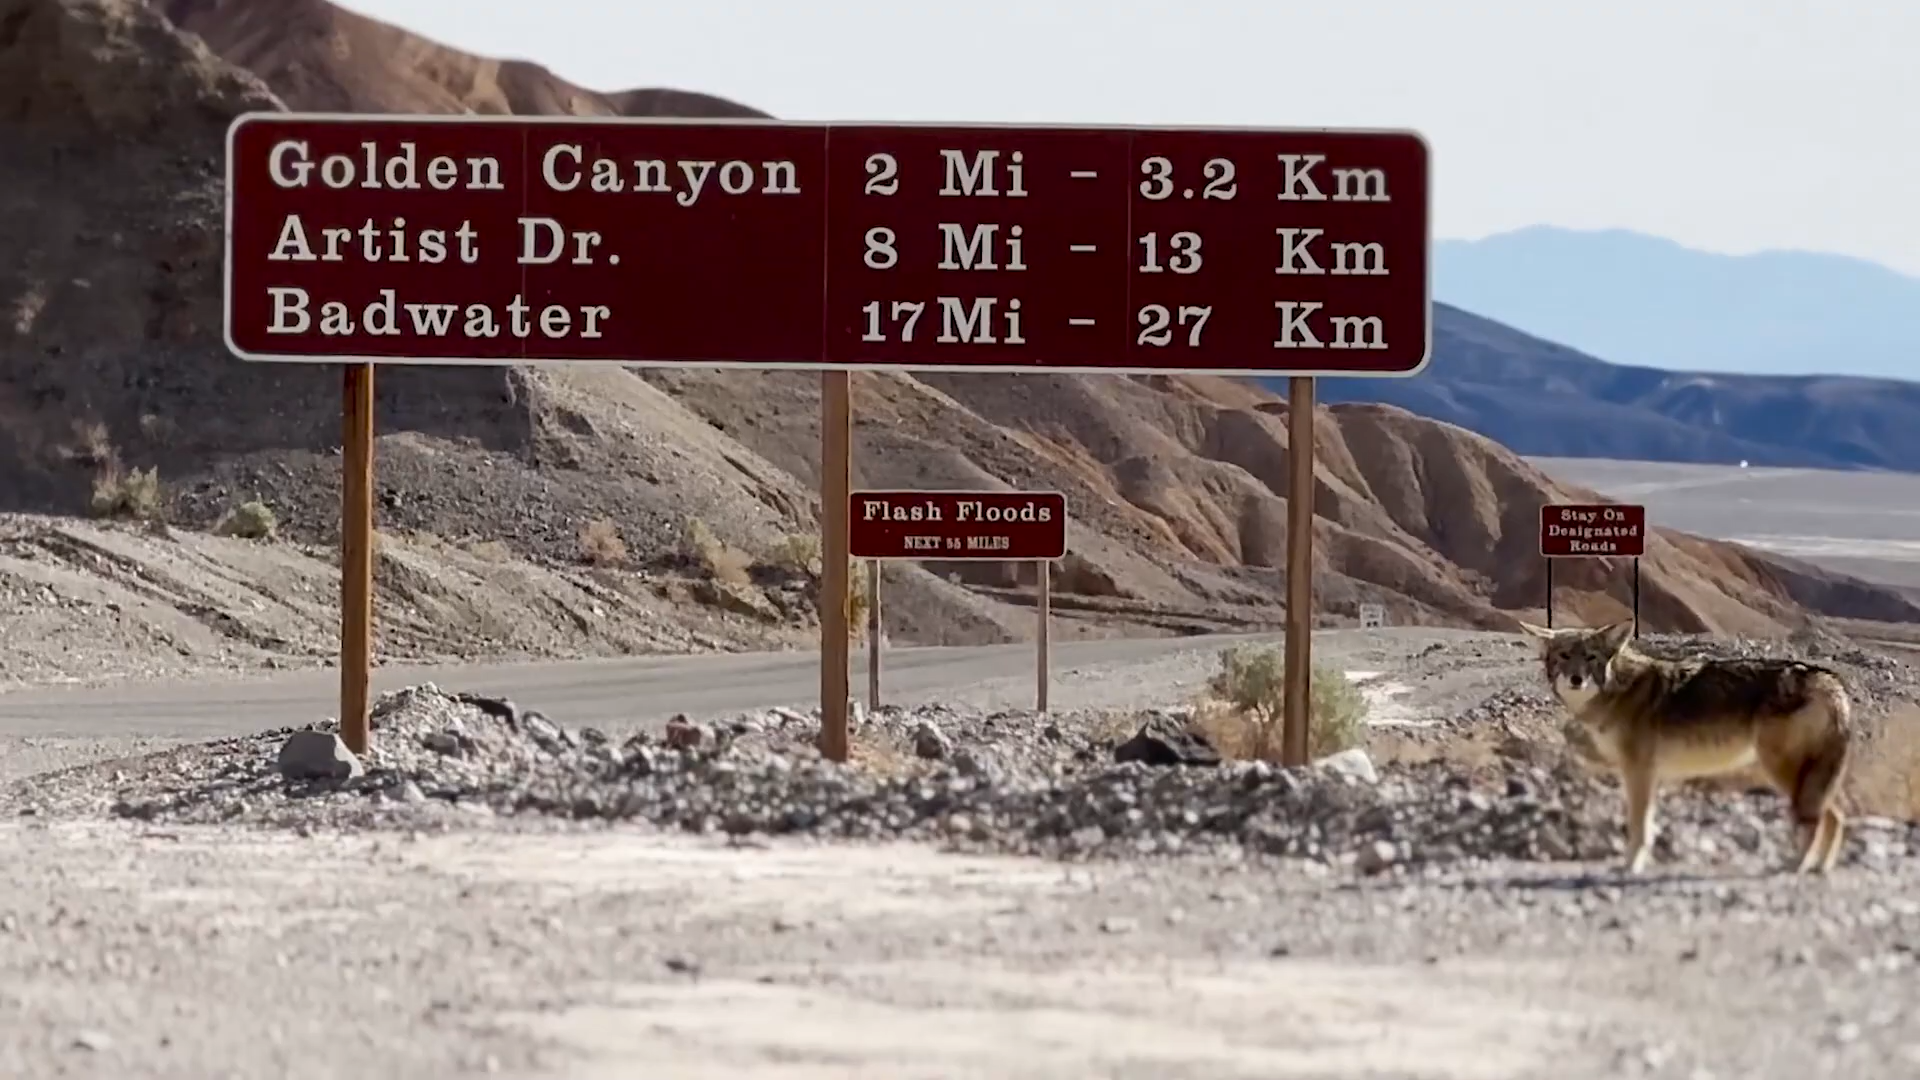 Golden Canyon 2 Mi - 3.2 Km
Artist Dr. 8 Mi - 13 Km
Badwater 17 Mi - 27 Km
Flash Floods
NEXT 55 MILES
Stay On
Designated
Roads